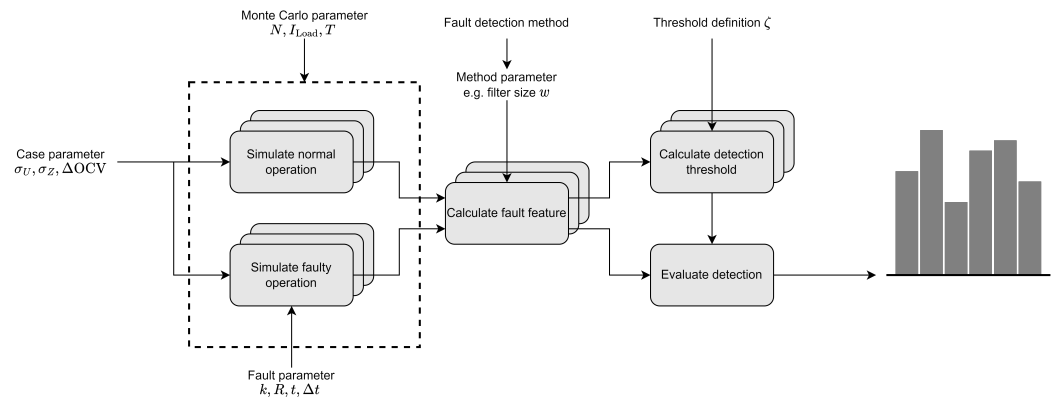 Monte Carlo parameter
N, I_Load, T
Fault detection method
Threshold definition ζ
Method parameter
e.g. filter size w
Case parameter
σ_U, σ_Z, ΔOCV
Simulate normal
operation
Calculate detection
threshold
Calculate fault feature
Simulate faulty
operation
Evaluate detection
Fault parameter
k, R, t, Δt